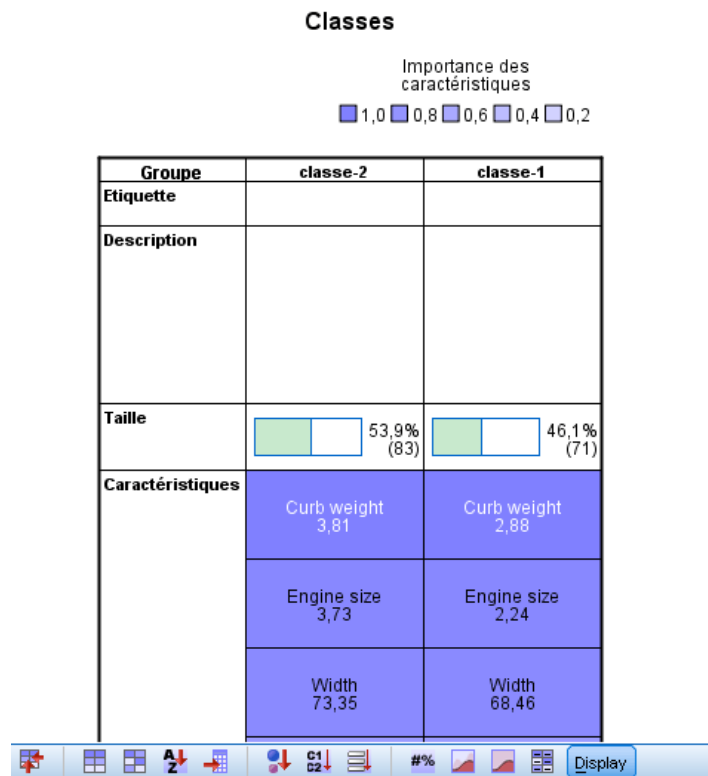 Classes
Importance des
caractéristiques
1,0 0,8 0,6 0,4 0,2
Groupe classe-2 classe-1
Etiquette
Description
Taille 53,9% (83) 46,1% (71)
Caractéristiques
Curb weight Curb weight
3,81 2,88
Engine size Engine size
3,73 2,24
Width Width
73,35 68,46
A Z C1 C2 #% Display